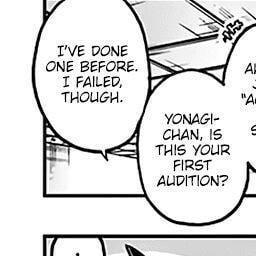 I'VE DONE
ONE BEFORE.
I FAILED,
THOUGH.
YONAGI-
CHAN, IS
THIS YOUR
FIRST
AUDITION?